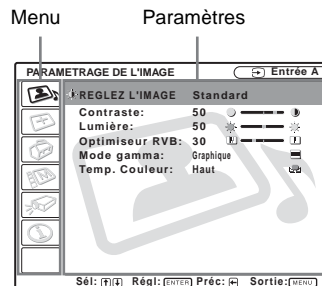 Menu Paramètres
PARAMETRAGE DE L'IMAGE Entrée A
REGLEZ L'IMAGE Standard
Contraste: 50
Lumière: 50
Optimiseur RVB: 30
Mode gamma: Graphique
Temp. Couleur: Haut
Sél: Régl: ENTER Préc: Sortie: MENU